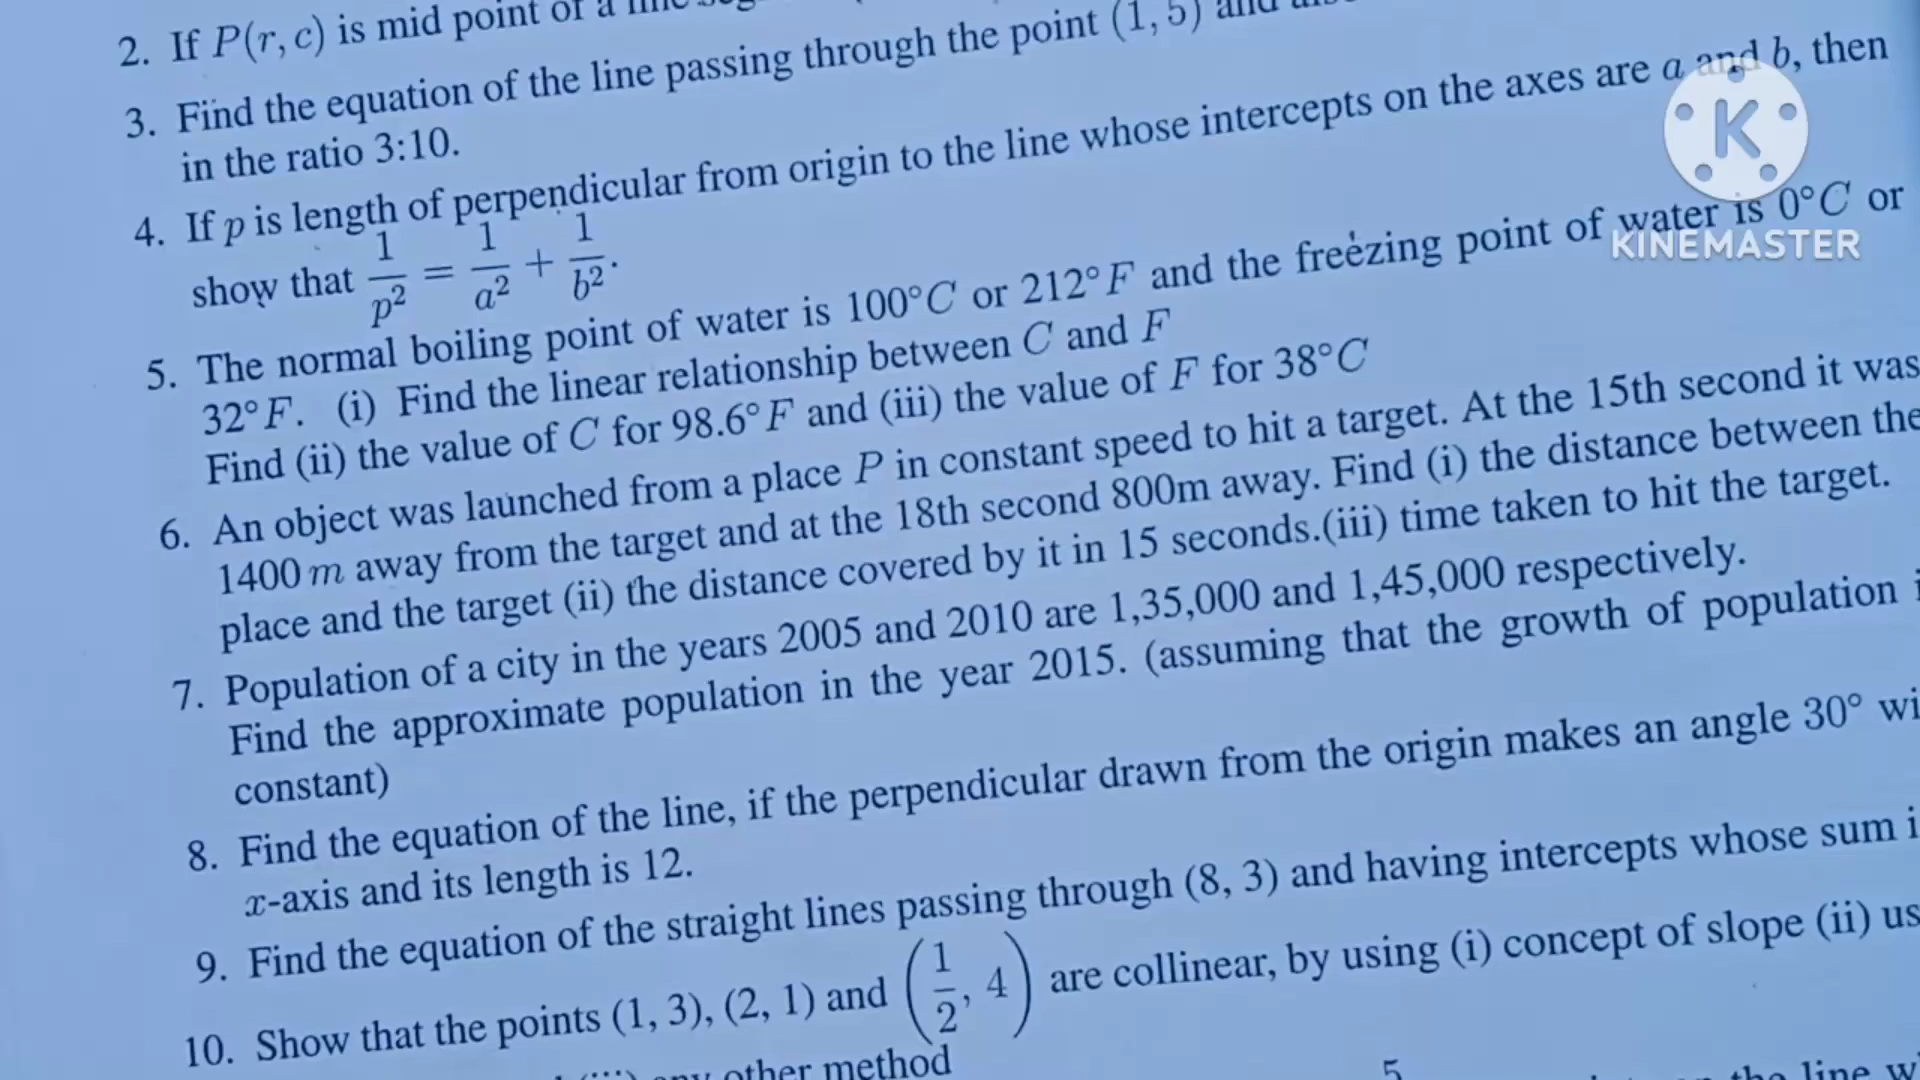 2. If P(r, c) is mid point of a
3. Find the equation of the line passing through the point (1, 5) and
in the ratio 3:10.
4. If p is length of perpendicular from origin to the line whose intercepts on the axes are a and b, then
show that 1/p² = 1/a² + 1/b².
5. The normal boiling point of water is 100°C or 212°F and the freezing point of water is 0°C or
32°F. (i) Find the linear relationship between C and F
Find (ii) the value of C for 98.6°F and (iii) the value of F for 38°C
6. An object was launched from a place P in constant speed to hit a target. At the 15th second it was
1400 m away from the target and at the 18th second 800m away. Find (i) the distance between the
place and the target (ii) the distance covered by it in 15 seconds.(iii) time taken to hit the target.
7. Population of a city in the years 2005 and 2010 are 1,35,000 and 1,45,000 respectively.
Find the approximate population in the year 2015. (assuming that the growth of population
constant)
8. Find the equation of the line, if the perpendicular drawn from the origin makes an angle 30°
x-axis and its length is 12.
9. Find the equation of the straight lines passing through (8, 3) and having intercepts whose sum
10. Show that the points (1, 3), (2, 1) and (1/2, 4) are collinear, by using (i) concept of slope (ii)
any other method
5
the line
K
KINEMASTER